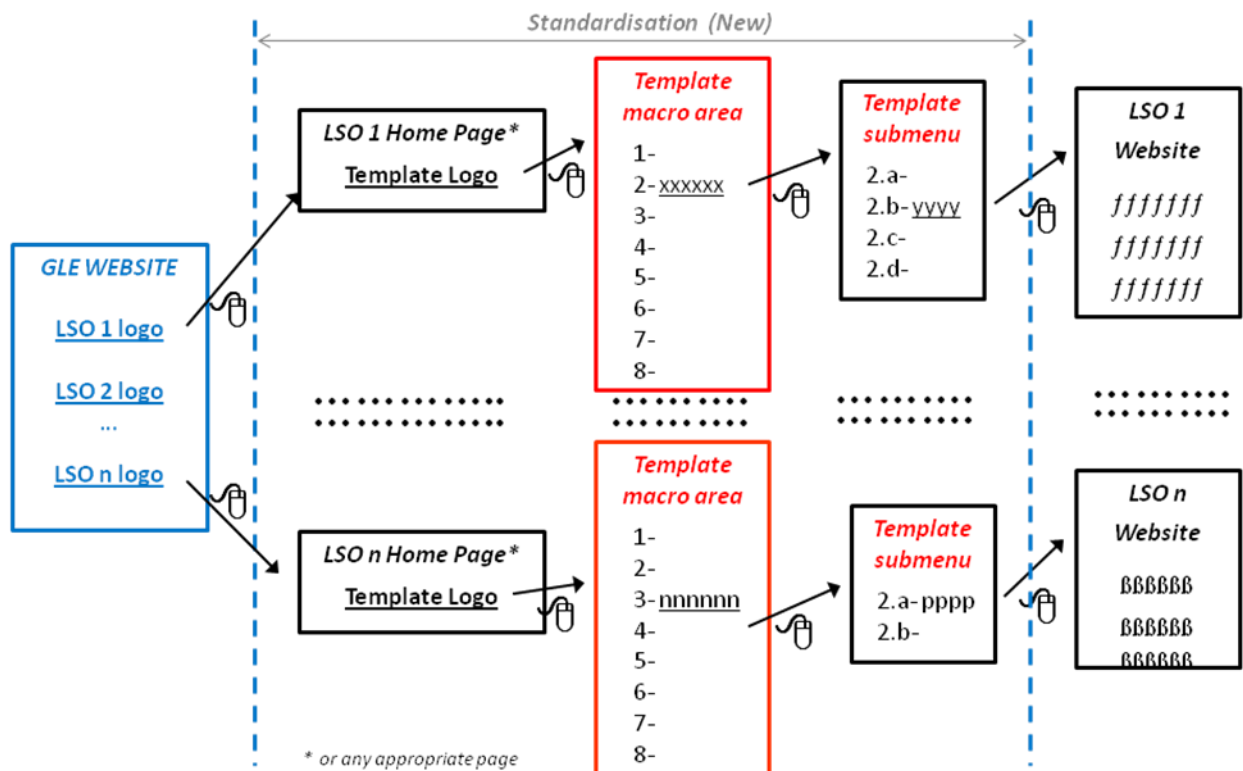 Standardisation (New)
GLE WEBSITE
LSO 1 logo
LSO 2 logo
...
LSO n logo
LSO 1 Home Page*
Template Logo
Template
macro area
1-
2- xxxxxx
3-
4-
5-
6-
7-
8-
Template
submenu
2.a-
2.b- yyyy
2.c-
2.d-
LSO 1
Website
ƒƒƒƒƒƒƒ
ƒƒƒƒƒƒƒ
ƒƒƒƒƒƒƒ
LSO n Home Page*
Template Logo
Template
macro area
1-
2-
3- nnnnnn
4-
5-
6-
7-
8-
Template
submenu
2.a- pppp
2.b-
LSO n
Website
ßßßßßß
ßßßßßß
ßßßßßß
* or any appropriate page